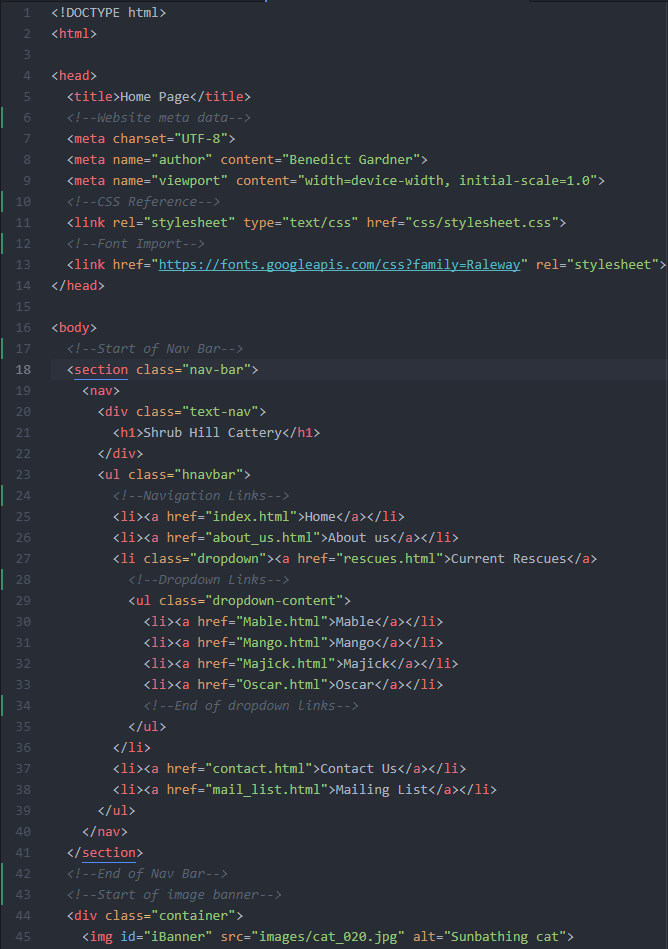 1 <!DOCTYPE html>
2 <html>
3
4 <head>
5   <title>Home Page</title>
6   <!--Website meta data-->
7   <meta charset="UTF-8">
8   <meta name="author" content="Benedict Gardner">
9   <meta name="viewport" content="width=device-width, initial-scale=1.0">
10   <!--CSS Reference-->
11   <link rel="stylesheet" type="text/css" href="css/stylesheet.css">
12   <!--Font Import-->
13   <link href="https://fonts.googleapis.com/css?family=Raleway" rel="stylesheet">
14 </head>
15
16 <body>
17   <!--Start of Nav Bar-->
18   <section class="nav-bar">
19     <nav>
20       <div class="text-nav">
21         <h1>Shrub Hill Cattery</h1>
22       </div>
23       <ul class="hnavbar">
24         <!--Navigation Links-->
25         <li><a href="index.html">Home</a></li>
26         <li><a href="about_us.html">About us</a></li>
27         <li class="dropdown"><a href="rescues.html">Current Rescues</a>
28           <!--Dropdown Links-->
29           <ul class="dropdown-content">
30             <li><a href="Mable.html">Mable</a></li>
31             <li><a href="Mango.html">Mango</a></li>
32             <li><a href="Majick.html">Majick</a></li>
33             <li><a href="Oscar.html">Oscar</a></li>
34             <!--End of dropdown links-->
35           </ul>
36         </li>
37         <li><a href="contact.html">Contact Us</a></li>
38         <li><a href="mail_list.html">Mailing List</a></li>
39       </ul>
40     </nav>
41   </section>
42   <!--End of Nav Bar-->
43   <!--Start of image banner-->
44   <div class="container">
45     <img id="iBanner" src="images/cat_020.jpg" alt="Sunbathing cat">